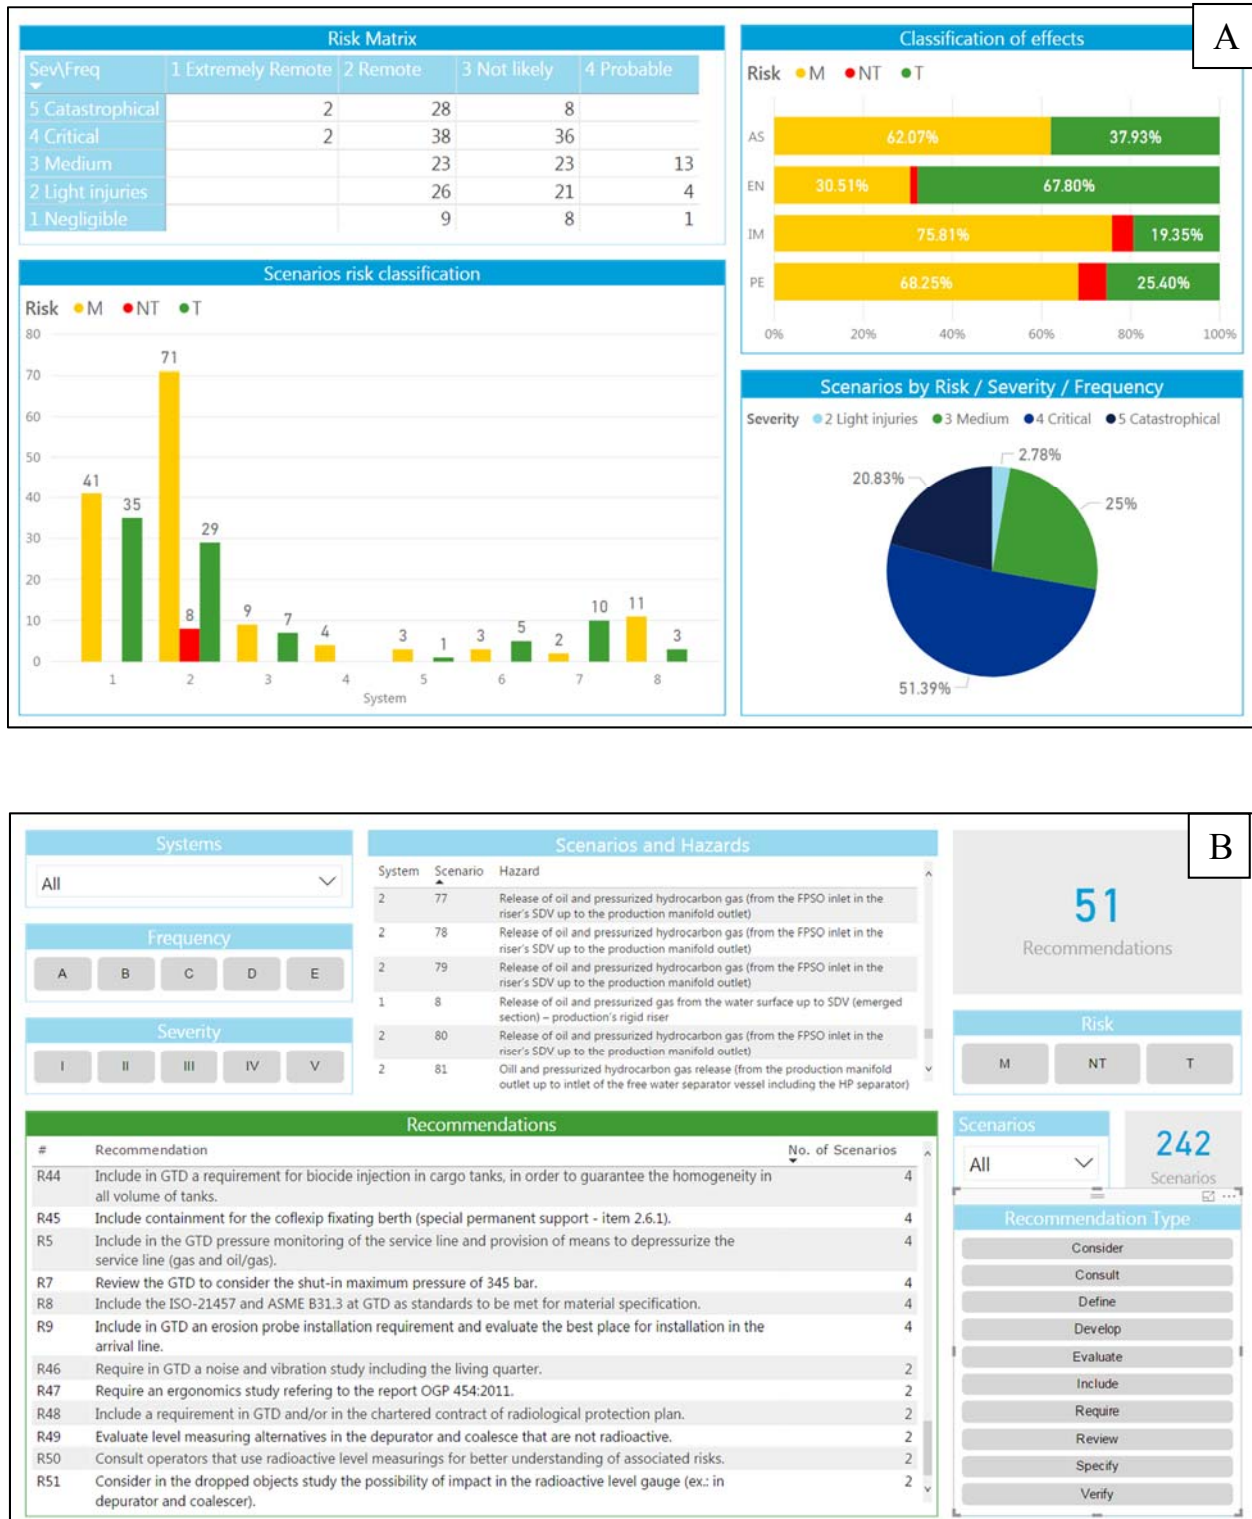 A
Risk Matrix
Sev\Freq 1 Extremely Remote 2 Remote 3 Not likely 4 Probable
5 Catastrophical 2 28 8
4 Critical 2 38 36
3 Medium 23 23 13
2 Light injuries 26 21 4
1 Negligible 9 8 1
Classification of effects
Risk M NT T
AS 62.07% 37.93%
EN 30.51% 67.80%
IM 75.81% 19.35%
PE 68.25% 25.40%
0% 20% 40% 60% 80% 100%
Scenarios risk classification
Risk M NT T
80
70
60
50
40
30
20
10
0
41 35 71 8 29 9 7 4 3 1 3 5 2 10 11 3
1 2 3 4 5 6 7 8
System
Scenarios by Risk / Severity / Frequency
Severity 2 Light injuries 3 Medium 4 Critical 5 Catastrophical
2.78%
20.83%
25%
51.39%
B
Systems
All
Frequency
A B C D E
Severity
I II III IV V
Scenarios and Hazards
System Scenario Hazard
2 77 Release of oil and pressurized hydrocarbon gas (from the FPSO inlet in the
riser's SDV up to the production manifold outlet)
2 78 Release of oil and pressurized hydrocarbon gas (from the FPSO inlet in the
riser's SDV up to the production manifold outlet)
2 79 Release of oil and pressurized hydrocarbon gas (from the FPSO inlet in the
riser's SDV up to the production manifold outlet)
1 8 Release of oil and pressurized gas from the water surface up to SDV (emerged
section) – production's rigid riser
2 80 Release of oil and pressurized hydrocarbon gas (from the FPSO inlet in the
riser's SDV up to the production manifold outlet)
2 81 Oill and pressurized hydrocarbon gas release (from the production manifold
outlet up to intlet of the free water separator vessel including the HP separator)
51
Recommendations
Risk
M NT T
Recommendations
# Recommendation No. of Scenarios
R44 Include in GTD a requirement for biocide injection in cargo tanks, in order to guarantee the homogeneity in 4
all volume of tanks.
R45 Include containment for the coflexip fixating berth (special permanent support - item 2.6.1). 4
R5 Include in the GTD pressure monitoring of the service line and provision of means to depressurize the 4
service line (gas and oil/gas).
R7 Review the GTD to consider the shut-in maximum pressure of 345 bar. 4
R8 Include the ISO-21457 and ASME B31.3 at GTD as standards to be met for material specification. 4
R9 Include in GTD an erosion probe installation requirement and evaluate the best place for installation in the 4
arrival line.
R46 Require in GTD a noise and vibration study including the living quarter. 2
R47 Require an ergonomics study refering to the report OGP 454:2011. 2
R48 Include a requirement in GTD and/or in the chartered contract of radiological protection plan. 2
R49 Evaluate level measuring alternatives in the depurator and coalesce that are not radioactive. 2
R50 Consult operators that use radioactive level measurings for better understanding of associated risks. 2
R51 Consider in the dropped objects study the possibility of impact in the radioactive level gauge (ex.: in 2
depurator and coalescer).
Scenarios
All
242
Scenarios
Recommendation Type
Consider
Consult
Define
Develop
Evaluate
Include
Require
Review
Specify
Verify